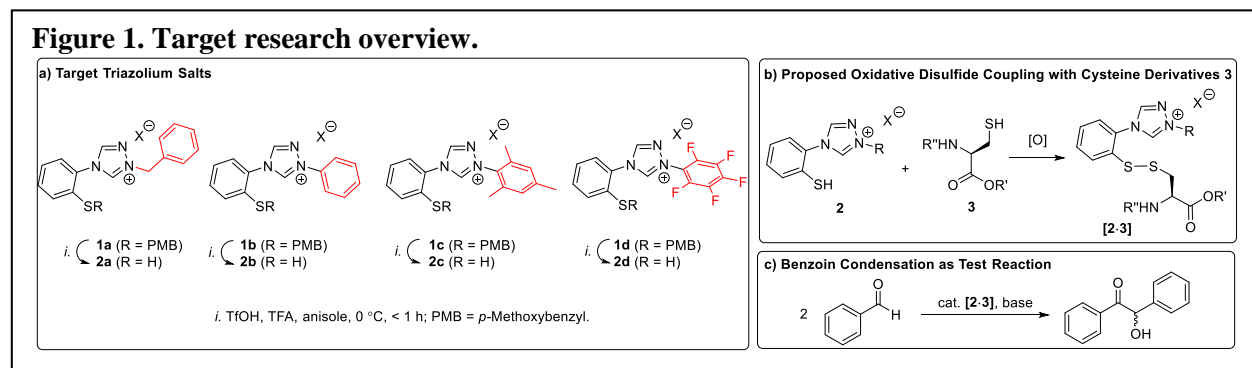 Figure 1. Target research overview.
a) Target Triazolium Salts
X⊖
N
N
N
⊕
SR
X⊖
N
N
N
⊕
SR
X⊖
N
N
N
⊕
SR
X⊖
N
N
N
⊕
F
F
F
F
F
SR
i.
1a (R = PMB)
2a (R = H)
i.
1b (R = PMB)
2b (R = H)
i.
1c (R = PMB)
2c (R = H)
i.
1d (R = PMB)
2d (R = H)
i. TfOH, TFA, anisole, 0 °C, < 1 h; PMB = p-Methoxybenzyl.
b) Proposed Oxidative Disulfide Coupling with Cysteine Derivatives 3
X⊖
N
N
N
⊕
R
SH
2
+
SH
R"HN
O
OR'
3
[O]
X⊖
N
N
N
⊕
R
S
S
R"HN
OR'
O
[2·3]
c) Benzoin Condensation as Test Reaction
2
O
H
cat. [2·3], base
O
OH